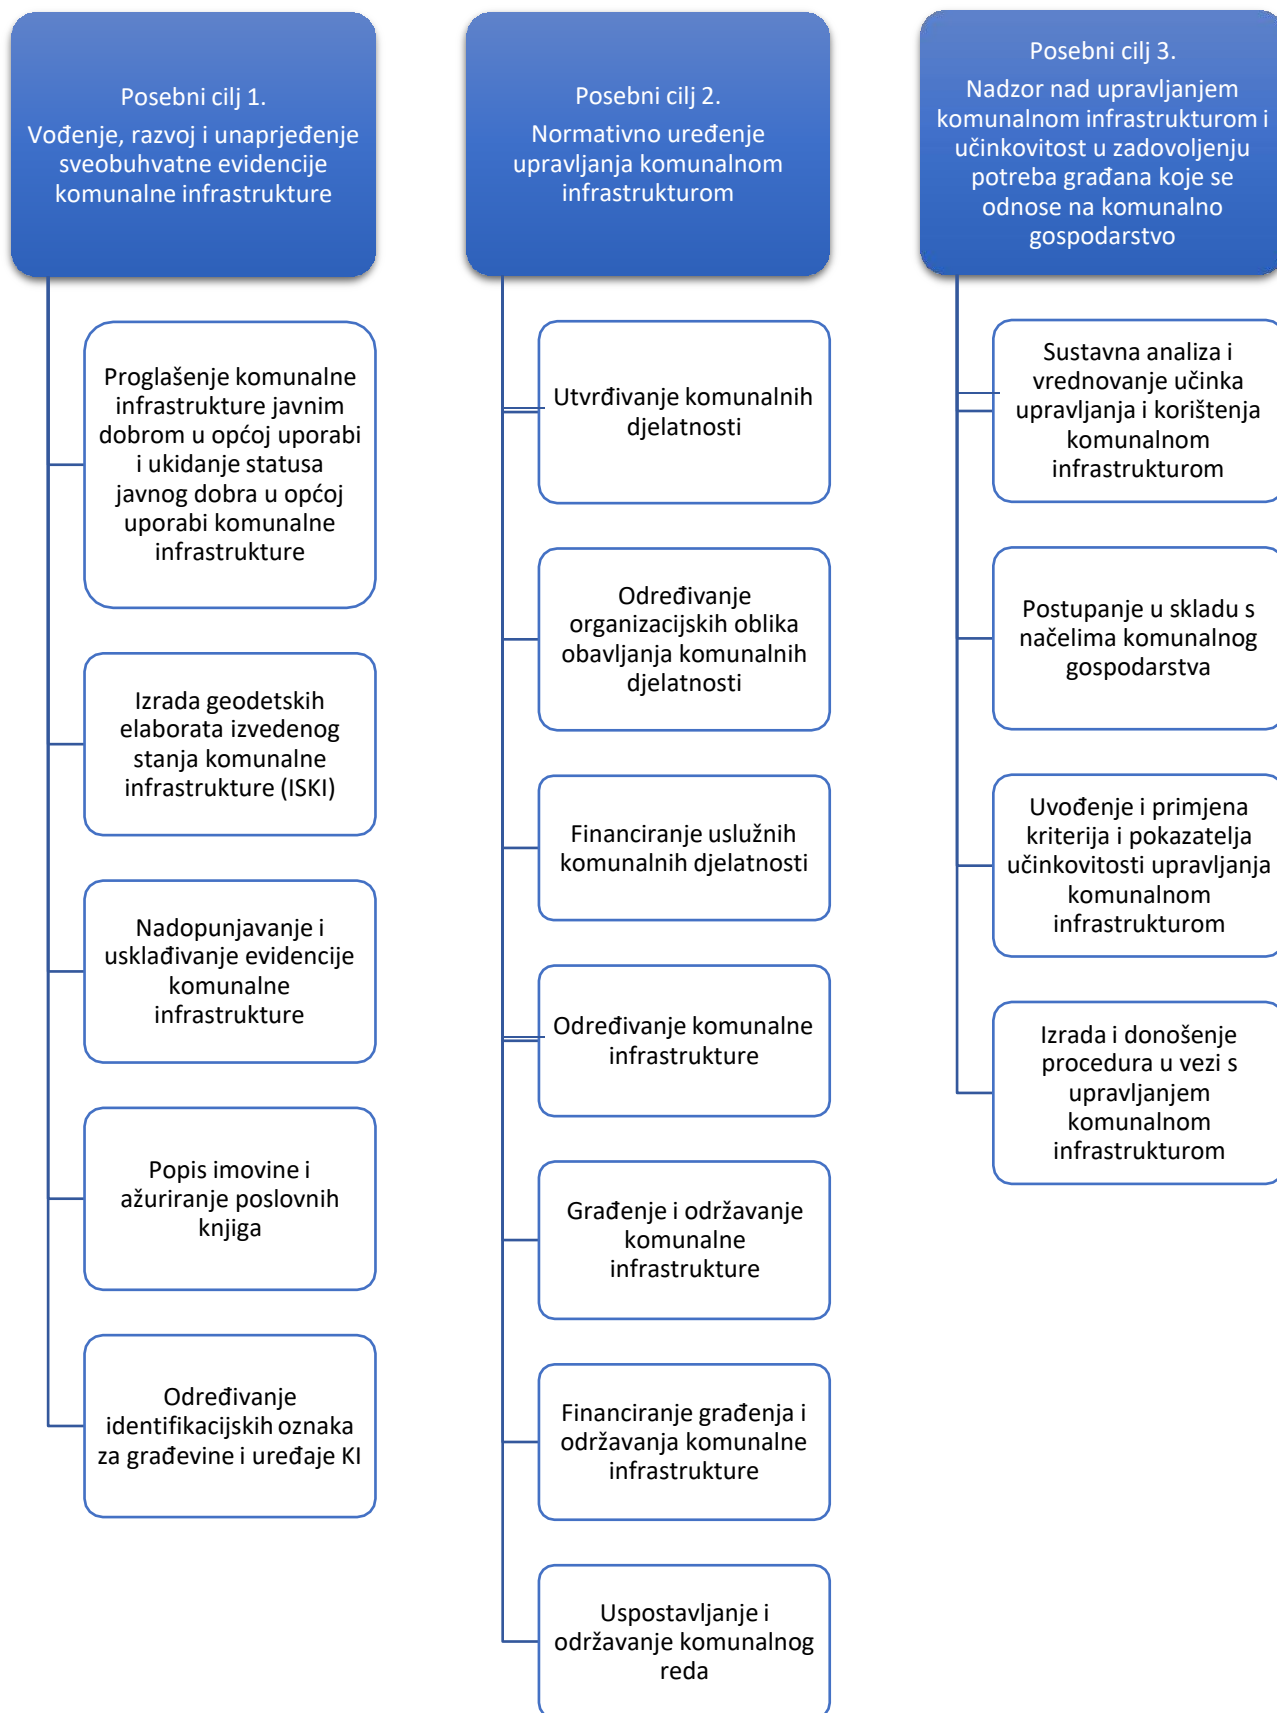 Posebni cilj 1.
Vođenje, razvoj i unaprjeđenje
sveobuhvatne evidencije
komunalne infrastrukture
Proglašenje komunalne
infrastrukture javnim
dobrom u općoj uporabi
i ukidanje statusa
javnog dobra u općoj
uporabi komunalne
infrastrukture
Izrada geodetskih
elaborata izvedenog
stanja komunalne
infrastrukture (ISKI)
Nadopunjavanje i
usklađivanje evidencije
komunalne
infrastrukture
Popis imovine i
ažuriranje poslovnih
knjiga
Određivanje
identifikacijskih oznaka
za građevine i uređaje KI
Posebni cilj 2.
Normativno uređenje
upravljanja komunalnom
infrastrukturom
Utvrđivanje komunalnih
djelatnosti
Određivanje
organizacijskih oblika
obavljanja komunalnih
djelatnosti
Financiranje uslužnih
komunalnih djelatnosti
Određivanje komunalne
infrastrukture
Građenje i održavanje
komunalne
infrastrukture
Financiranje građenja i
održavanja komunalne
infrastrukture
Uspostavljanje i
održavanje komunalnog
reda
Posebni cilj 3.
Nadzor nad upravljanjem
komunalnom infrastrukturom i
učinkovitost u zadovoljenju
potreba građana koje se
odnose na komunalno
gospodarstvo
Sustavna analiza i
vrednovanje učinka
upravljanja i korištenja
komunalnom
infrastrukturom
Postupanje u skladu s
načelima komunalnog
gospodarstva
Uvođenje i primjena
kriterija i pokazatelja
učinkovitosti upravljanja
komunalnom
infrastrukturom
Izrada i donošenje
procedura u vezi s
upravljanjem
komunalnom
infrastrukturom